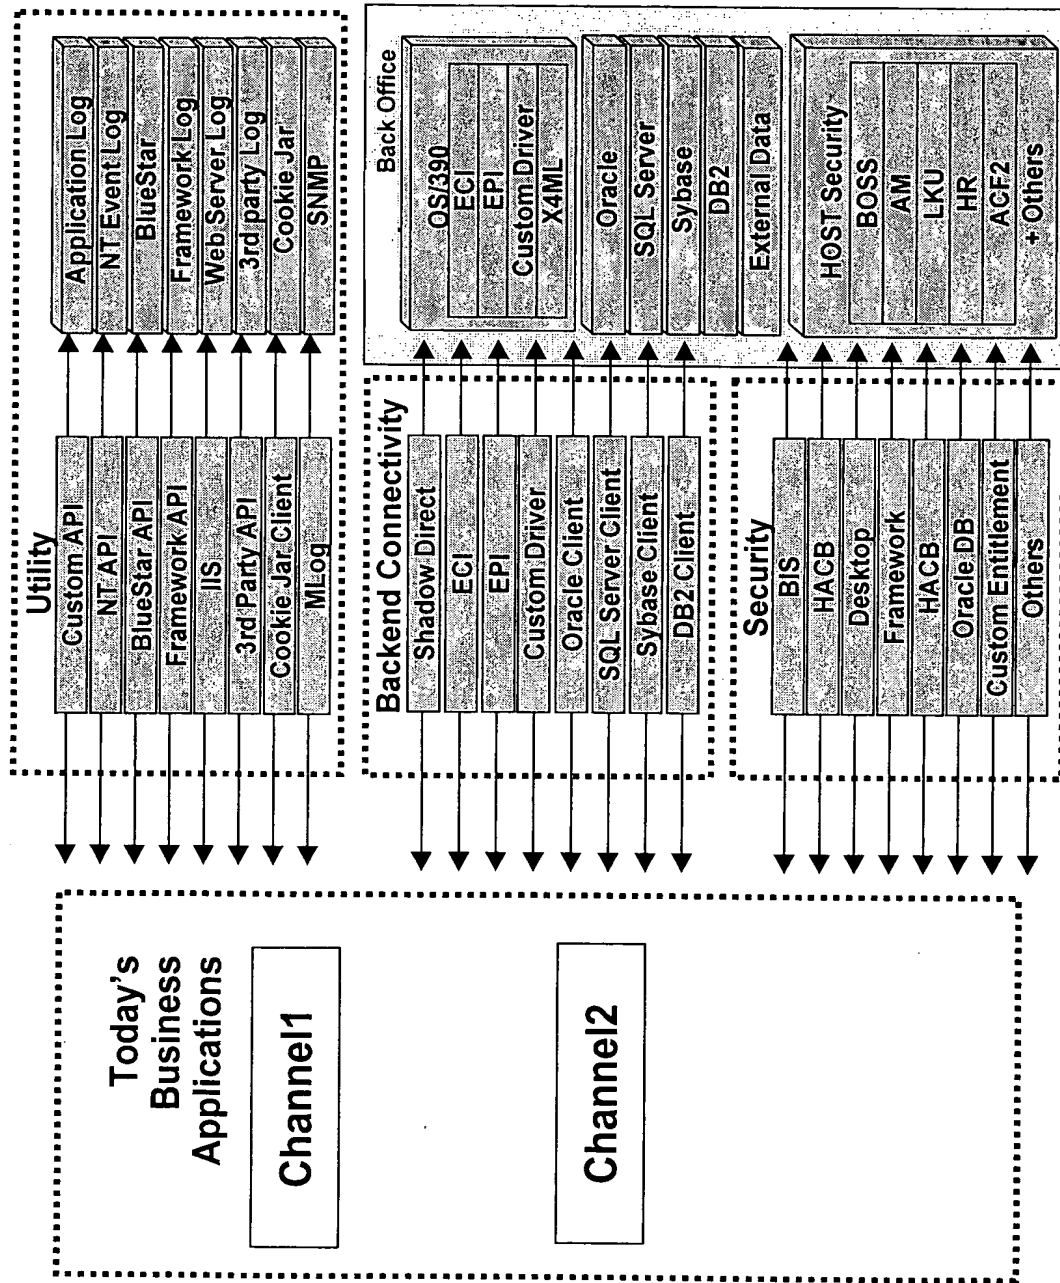 Today's
Business
Applications
Channel1
Channel2
Utility
Custom API
NT API
BlueStar API
Framework API
IIS
3rd Party API
Cookie Jar Client
MLog
Application Log
NT Event Log
BlueStar
Framework Log
Web Server Log
3rd party Log
Cookie Jar
SNMP
Backend Connectivity
Shadow Direct
ECI
EPI
Custom Driver
Oracle Client
SQL Server Client
Sybase Client
DB2 Client
Back Office
OS/390
ECI
EPI
Custom Driver
X4ML
Oracle
SQL Server
Sybase
DB2
External Data
Security
BIS
HACB
Desktop
Framework
HACB
Oracle DB
Custom Entitlement
Others
HOST Security
BOSS
AM
LKU
HR
ACF2
+ Others